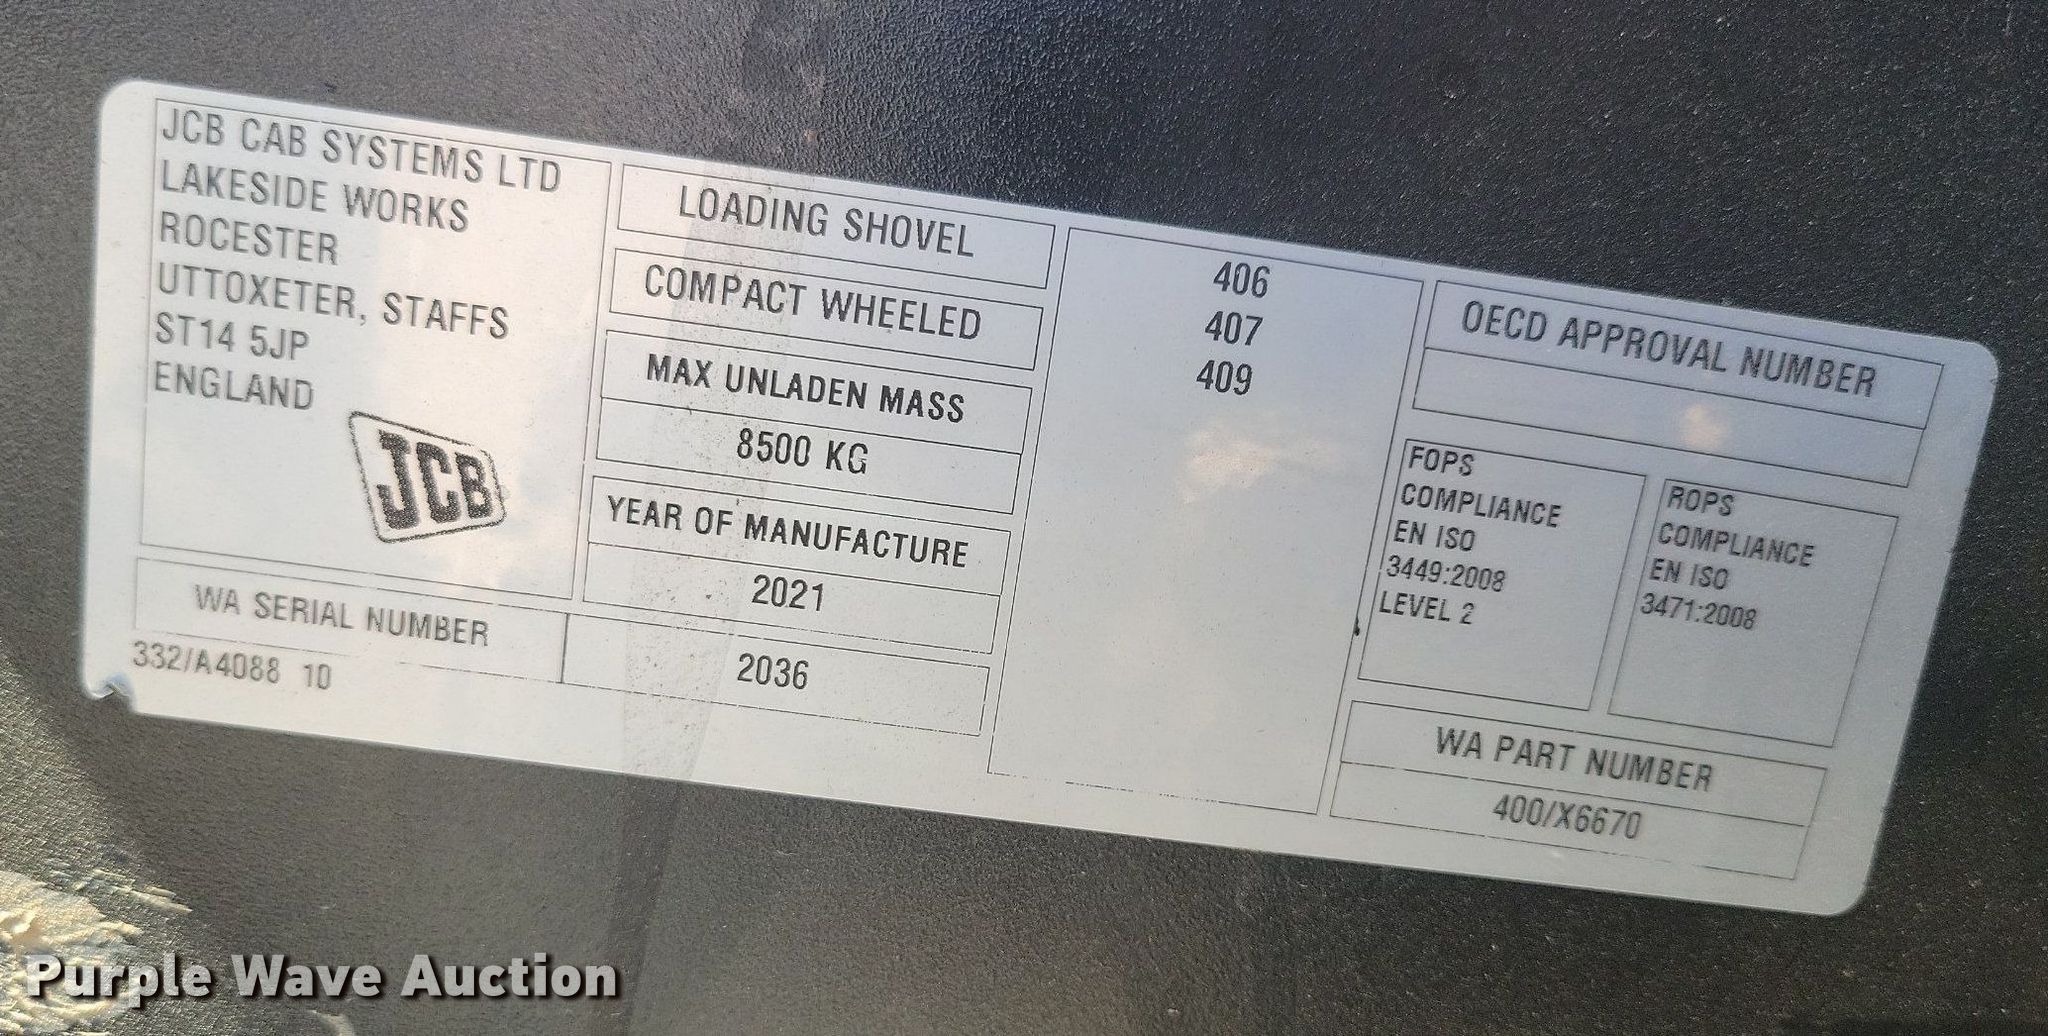 JCB CAB SYSTEMS LTD
LAKESIDE WORKS
ROCESTER
UTTOXETER, STAFFS
ST14 5JP
ENGLAND
JCB
WA SERIAL NUMBER
332/A4088 10
2036
LOADING SHOVEL
COMPACT WHEELED
MAX UNLADEN MASS
8500 KG
YEAR OF MANUFACTURE
2021
406
407
409
OECD APPROVAL NUMBER
FOPS
COMPLIANCE
EN ISO
3449:2008
LEVEL 2
ROPS
COMPLIANCE
EN ISO
3471:2008
WA PART NUMBER
400/X6670
Purple Wave Auction